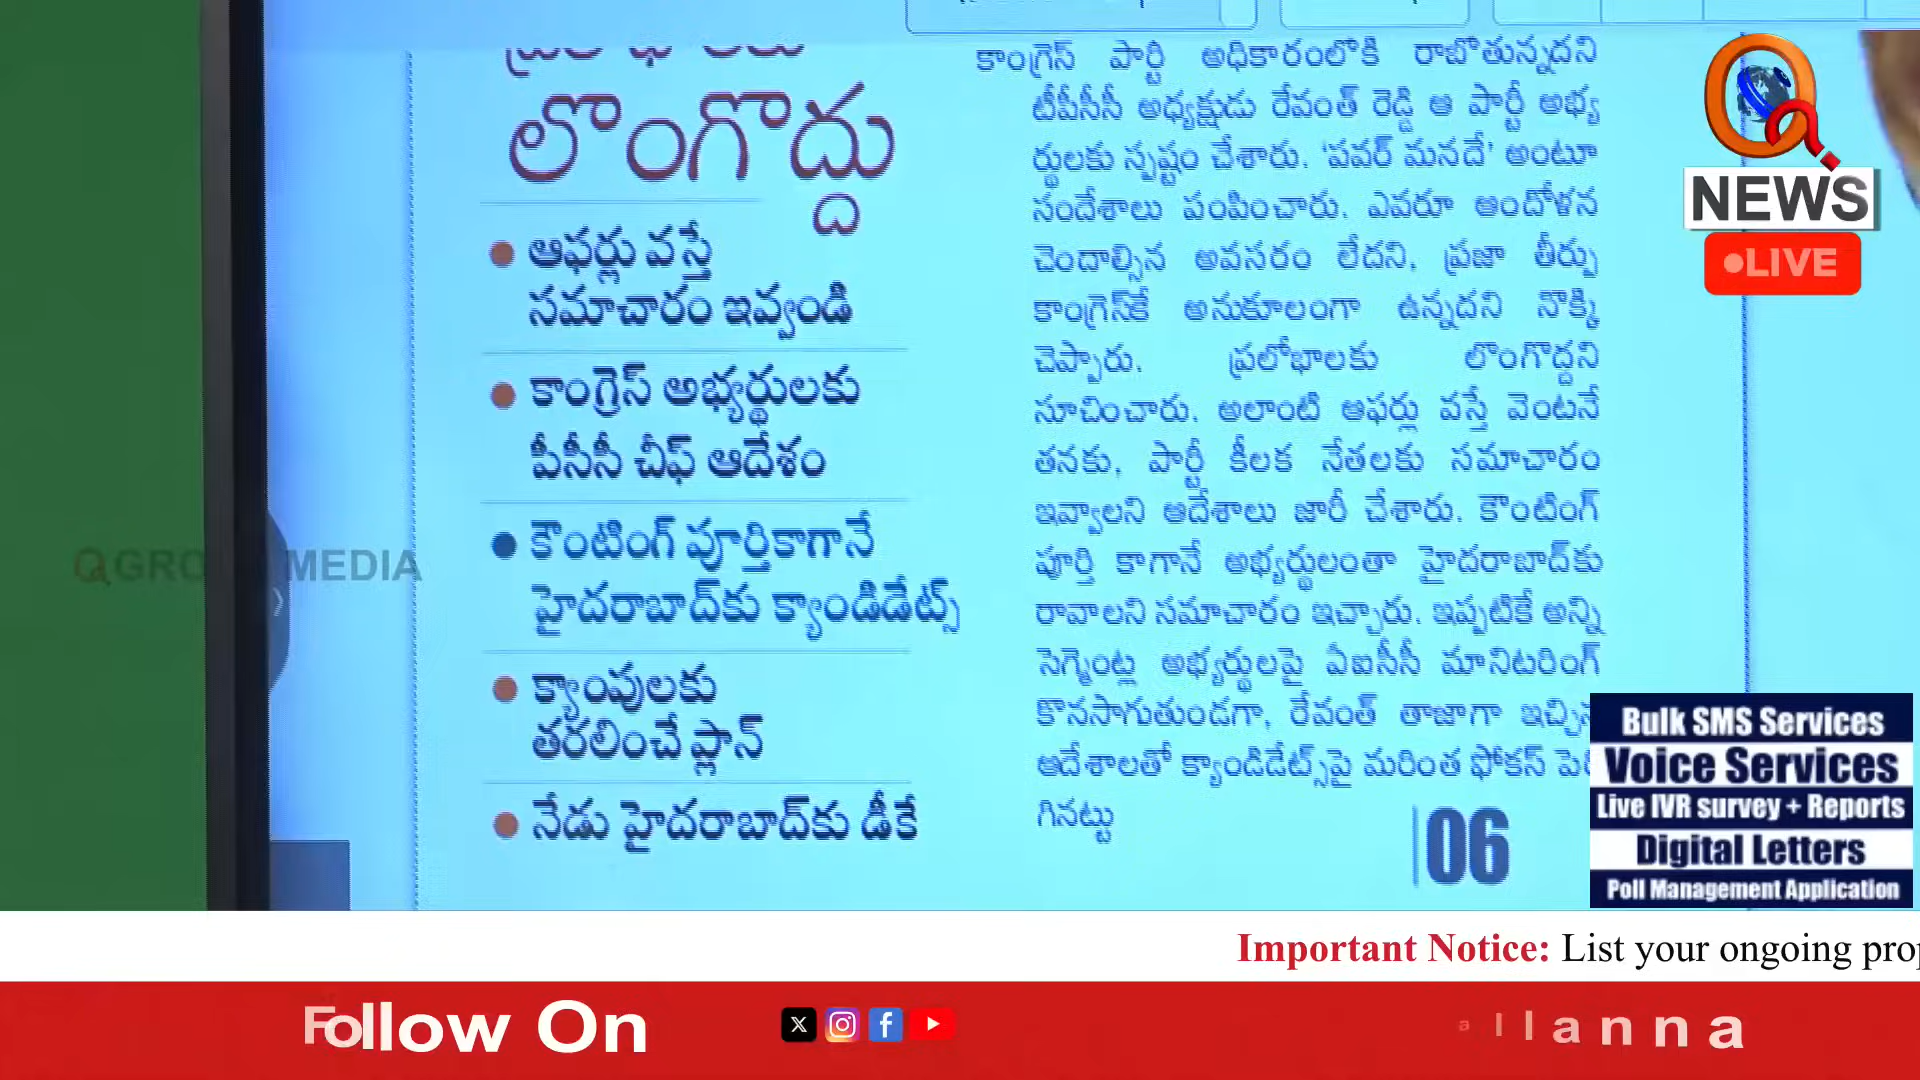 లొంగొద్దు
ఆఫర్లు వస్తే
సమాచారం ఇవ్వండి
కాంగ్రెస్ అభ్యర్థులకు
పీసీసీ చీఫ్ ఆదేశం
కౌంటింగ్ పూర్తికాగానే
హైదరాబాద్‌కు క్యాండిడేట్స్
క్యాంపులకు
తరలించే ప్లాన్
నేడు హైదరాబాద్‌కు డీకే
కాంగ్రెస్ పార్టీ అధికారంలోకి రాబోతున్నదని
టీపీసీసీ అధ్యక్షుడు రేవంత్ రెడ్డి ఆ పార్టీ అభ్య
ర్థులకు స్పష్టం చేశారు. ‘పవర్ మనదే’ అంటూ
సందేశాలు పంపించారు. ఎవరూ ఆందోళన
చెందాల్సిన అవసరం లేదని, ప్రజా తీర్పు
కాంగ్రెస్‌కే అనుకూలంగా ఉన్నదని నొక్కి
చెప్పారు. ప్రలోభాలకు లొంగొద్దని
సూచించారు. అలాంటి ఆఫర్లు వస్తే వెంటనే
తనకు, పార్టీ కీలక నేతలకు సమాచారం
ఇవ్వాలని ఆదేశాలు జారీ చేశారు. కౌంటింగ్
పూర్తి కాగానే అభ్యర్థులంతా హైదరాబాద్‌కు
రావాలని సమాచారం ఇచ్చారు. ఇప్పటికే అన్ని
సెగ్మెంట్ల అభ్యర్థులపై ఏఐసీసీ మానిటరింగ్
కొనసాగుతుండగా, రేవంత్ తాజాగా ఇచ్చిన
ఆదేశాలతో క్యాండిడేట్స్‌పై మరింత ఫోకస్ పెరి
గినట్టు
06
Q
NEWS
LIVE
MEDIA
Bulk SMS Services
Voice Services
Live IVR survey + Reports
Digital Letters
Poll Management Application
Important Notice: List your ongoing prop
Follow On
allanna